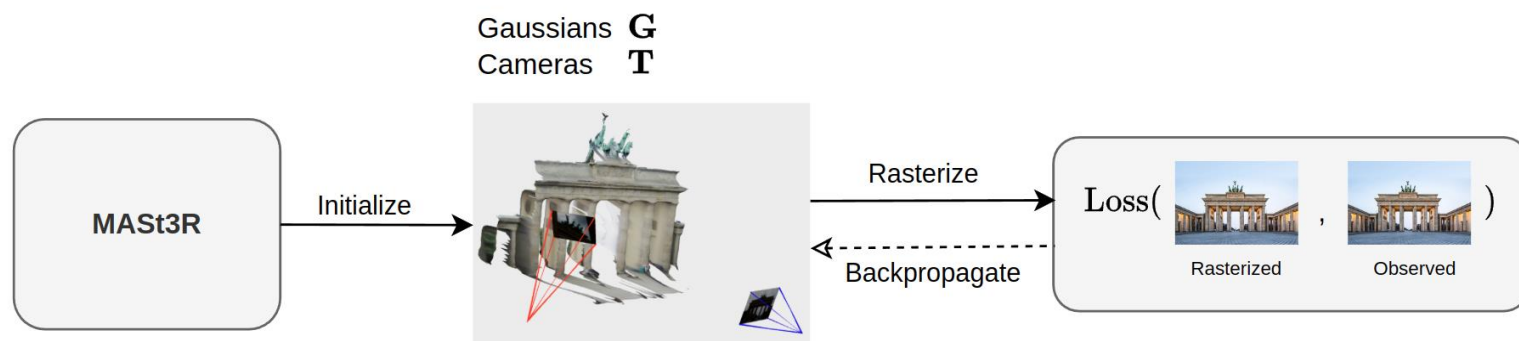 Gaussians G
Cameras T
MASt3R
Initialize
Rasterize
Backpropagate
Loss( , )
Rasterized
Observed